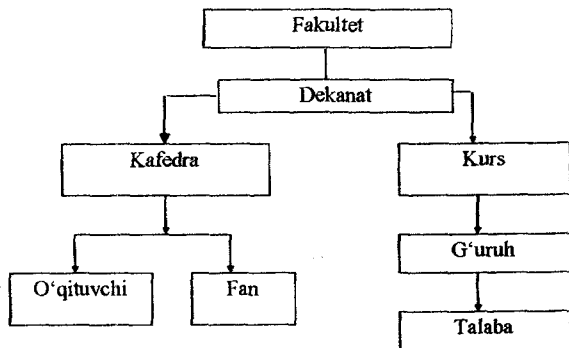 Fakultet
Dekanat
Kafedra
Kurs
G‘uruh
O‘qituvchi
Fan
Talaba